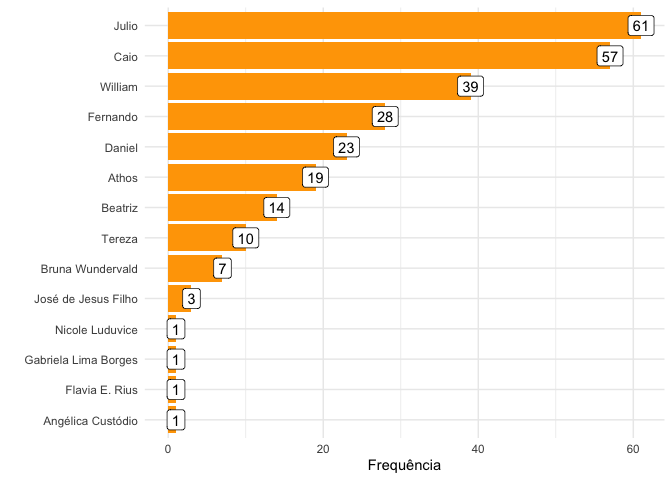 Julio 61
Caio 57
William 39
Fernando 28
Daniel 23
Athos 19
Beatriz 14
Tereza 10
Bruna Wundervald 7
José de Jesus Filho 3
Nicole Luduvice 1
Gabriela Lima Borges 1
Flavia E. Rius 1
Angélica Custódio 1
0 20 40 60
Frequência